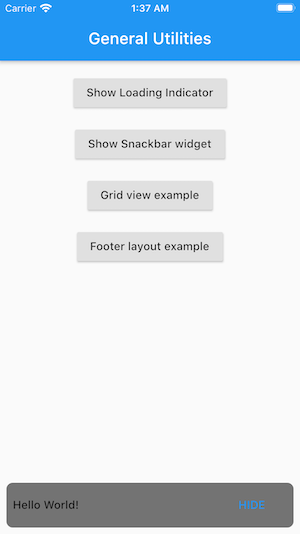 Carrier 1:37 AM
General Utilities
Show Loading Indicator
Show Snackbar widget
Grid view example
Footer layout example
Hello World! HIDE